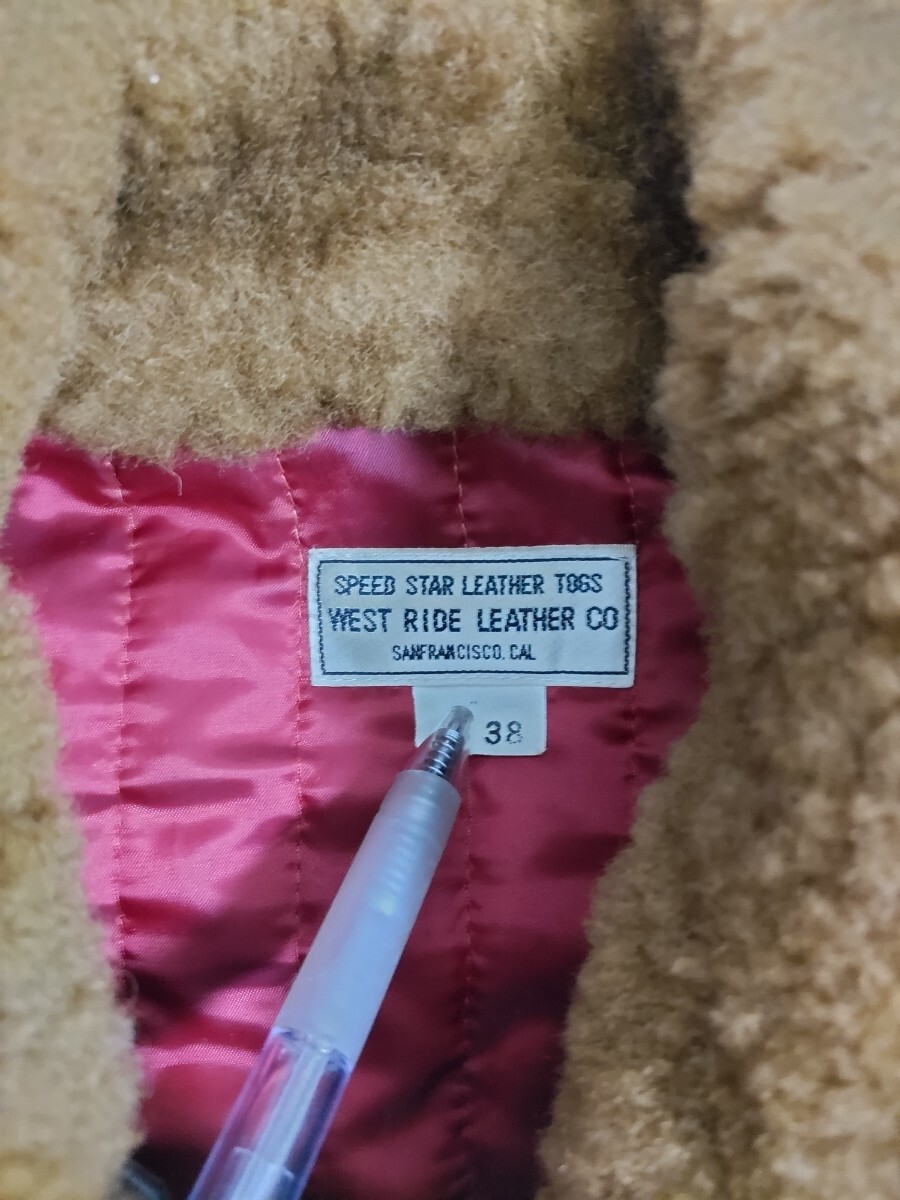 SPEED STAR LEATHER TOGS
WEST RIDE LEATHER CO
SANFRANCISCO. CAL
38